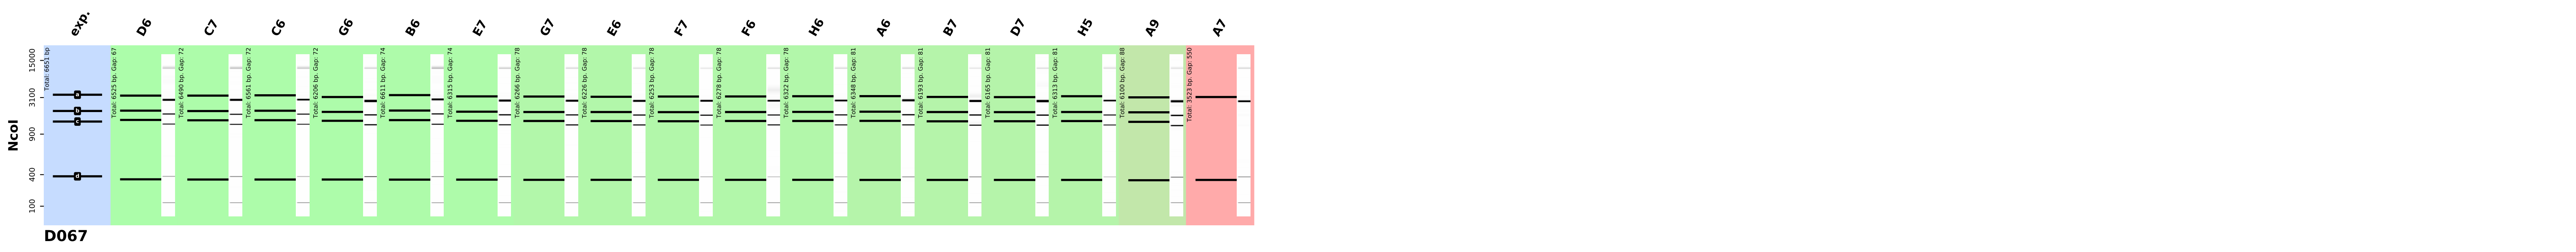 exp. D6 C7 C6 G6 B6 E7 G7 E6 F7 F6 H6 A6 B7 D7 H5 A9 A7
Total: 6651 bp
Total: 6525 bp. Gap: 67
Total: 6490 bp. Gap: 72
Total: 6561 bp. Gap: 72
Total: 6206 bp. Gap: 72
Total: 6611 bp. Gap: 74
Total: 6315 bp. Gap: 74
Total: 6266 bp. Gap: 78
Total: 6226 bp. Gap: 78
Total: 6253 bp. Gap: 78
Total: 6278 bp. Gap: 78
Total: 6322 bp. Gap: 78
Total: 6348 bp. Gap: 81
Total: 6193 bp. Gap: 81
Total: 6165 bp. Gap: 81
Total: 6313 bp. Gap: 81
Total: 6100 bp. Gap: 88
Total: 3523 bp. Gap: 550
NcoI
15000
3100
900
400
100
a
b
c
d
D067